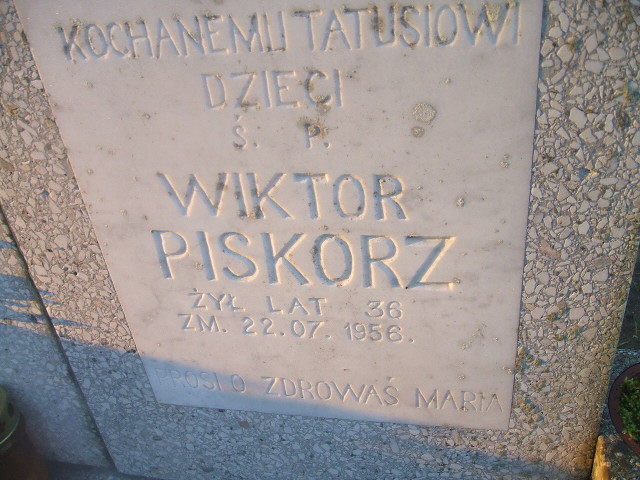 KOCHANEMU TATUSIOWI
DZIECI
Ś. P.
WIKTOR
PISKORZ
ŻYŁ LAT 36
ZM. 22.07. 1956.
PROSI O ZDROWAŚ MARIA